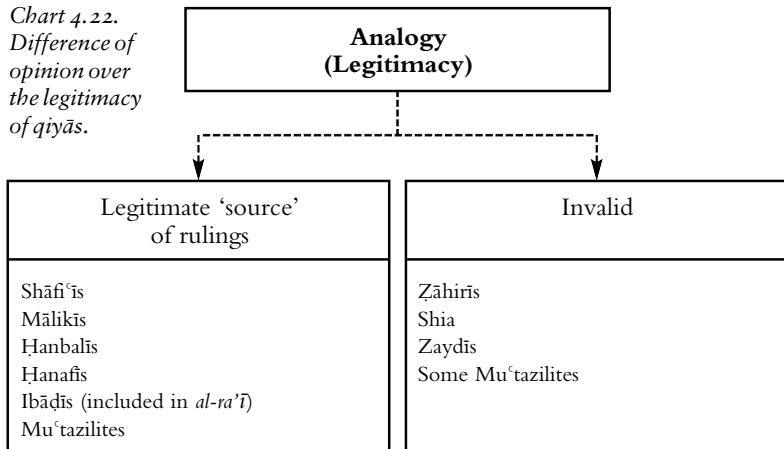 Chart 4.22.
Difference of
opinion over
the legitimacy
of qiyās.
Analogy
(Legitimacy)
Legitimate ‘source’
of rulings
Shāfiʿīs
Mālikīs
Ḥanbalīs
Ḥanafīs
Ibāḍīs (included in al-ra’ī)
Muʿtazilites
Invalid
Ẓāhirīs
Shia
Zaydīs
Some Muʿtazilites